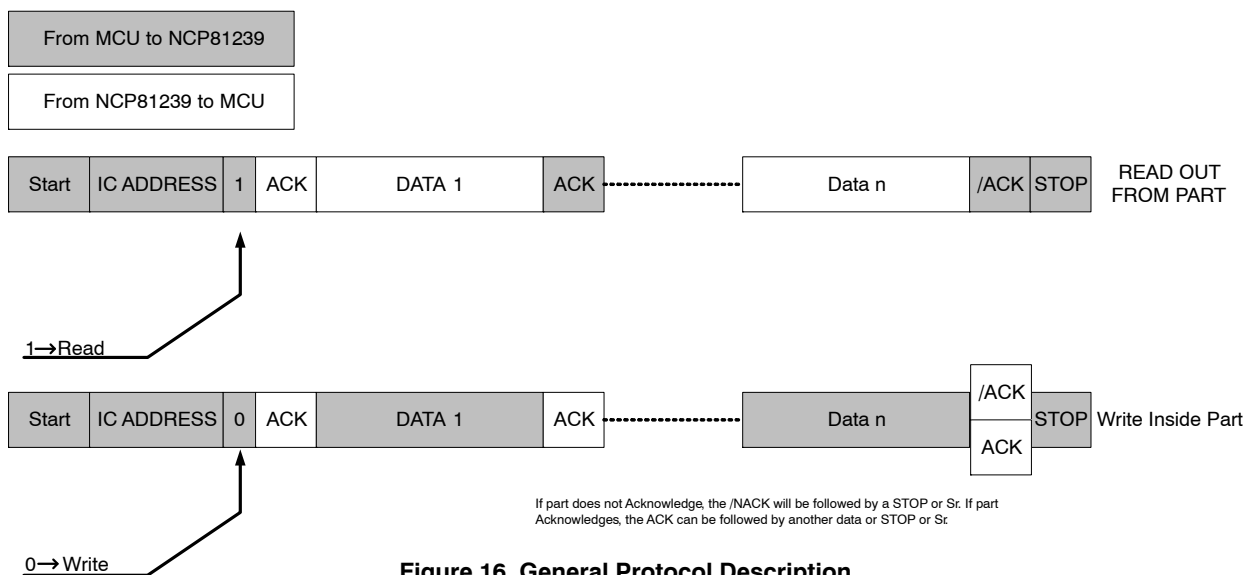 From MCU to NCP81239
From NCP81239 to MCU
Start IC ADDRESS 1 ACK DATA 1 ACK Data n /ACK STOP READ OUT
FROM PART
1→Read
Start IC ADDRESS 0 ACK DATA 1 ACK Data n /ACK ACK STOP Write Inside Part
If part does not Acknowledge, the /NACK will be followed by a STOP or Sr. If part
Acknowledges, the ACK can be followed by another data or STOP or Sr.
0→Write
Figure 16. General Protocol Description